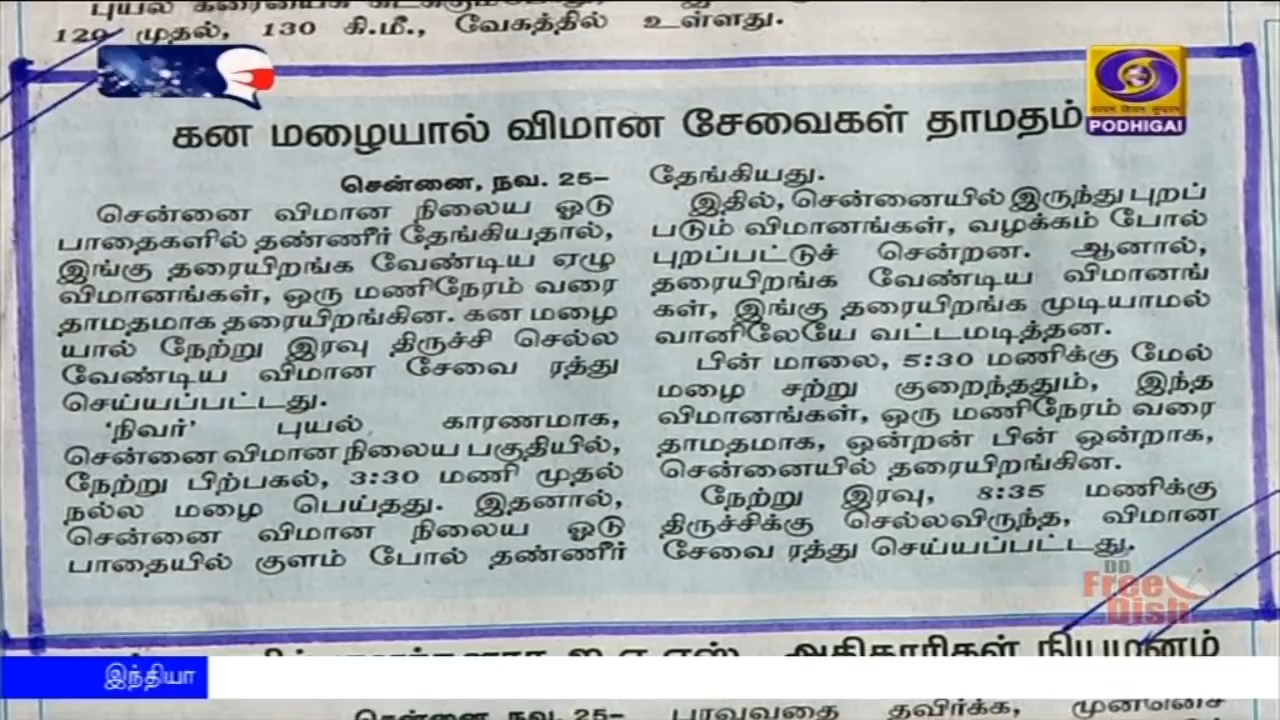 120 முதல், 130 கி.மீ., வேகத்தில் உள்ளது.
PODHIGAI
கன மழையால் விமான சேவைகள் தாமதம்
சென்னை, நவ. 25–
சென்னை விமான நிலைய ஓடு
பாதைகளில் தண்ணீர் தேங்கியதால்,
இங்கு தரையிறங்க வேண்டிய ஏழு
விமானங்கள், ஒரு மணிநேரம் வரை
தாமதமாக தரையிறங்கின. கன மழை
யால் நேற்று இரவு திருச்சி செல்ல
வேண்டிய விமான சேவை ரத்து
செய்யப்பட்டது.
'நிவர்' புயல் காரணமாக,
சென்னை விமான நிலைய பகுதியில்,
நேற்று பிற்பகல், 3:30 மணி முதல்
நல்ல மழை பெய்தது. இதனால்,
சென்னை விமான நிலைய ஓடு
பாதையில் குளம் போல் தண்ணீர்
தேங்கியது.
இதில், சென்னையில் இருந்து புறப்
படும் விமானங்கள், வழக்கம் போல்
புறப்பட்டுச் சென்றன. ஆனால்,
தரையிறங்க வேண்டிய விமானங்
கள், இங்கு தரையிறங்க முடியாமல்
வானிலேயே வட்டமடித்தன.
பின் மாலை, 5:30 மணிக்கு மேல்
மழை சற்று குறைந்ததும், இந்த
விமானங்கள், ஒரு மணிநேரம் வரை
தாமதமாக, ஒன்றன் பின் ஒன்றாக,
சென்னையில் தரையிறங்கின.
நேற்று இரவு, 8:35 மணிக்கு
திருச்சிக்கு செல்லவிருந்த, விமான
சேவை ரத்து செய்யப்பட்டது.
DD
Free
Dish
ஐ.ஏ.எஸ்., அதிகாரிகள் நியமனம்
இந்தியா
சென்னை, நவ. 25– பரவுவதை தவிர்க்க,